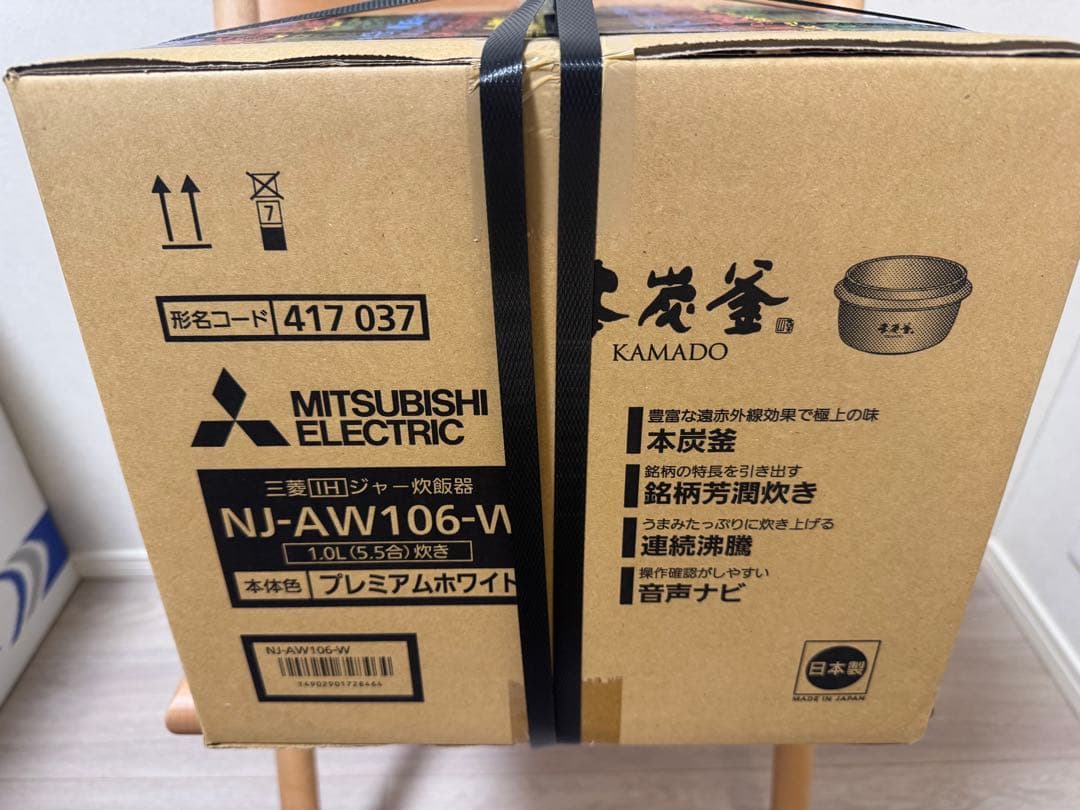 7
形名コード 417 037
MITSUBISHI
ELECTRIC
三菱IHジャー炊飯器
NJ-AW106-W
1.0L(5.5合)炊き
本体色 プレミアムホワイト
NJ-AW106-W
本炭釜
KAMADO
豊富な遠赤外線効果で極上の味
本炭釜
銘柄の特長を引き出す
銘柄芳潤炊き
うまみたっぷりに炊き上げる
連続沸騰
操作確認がしやすい
音声ナビ
日本製
MADE IN JAPAN